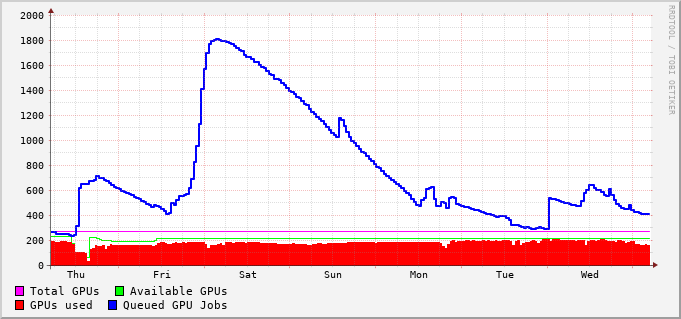 2000
1800
1600
1400
1200
1000
800
600
400
200
0
Thu Fri Sat Sun Mon Tue Wed
Total GPUs Available GPUs
GPUs used Queued GPU Jobs
RRDTOOL / TOBI OETIKER